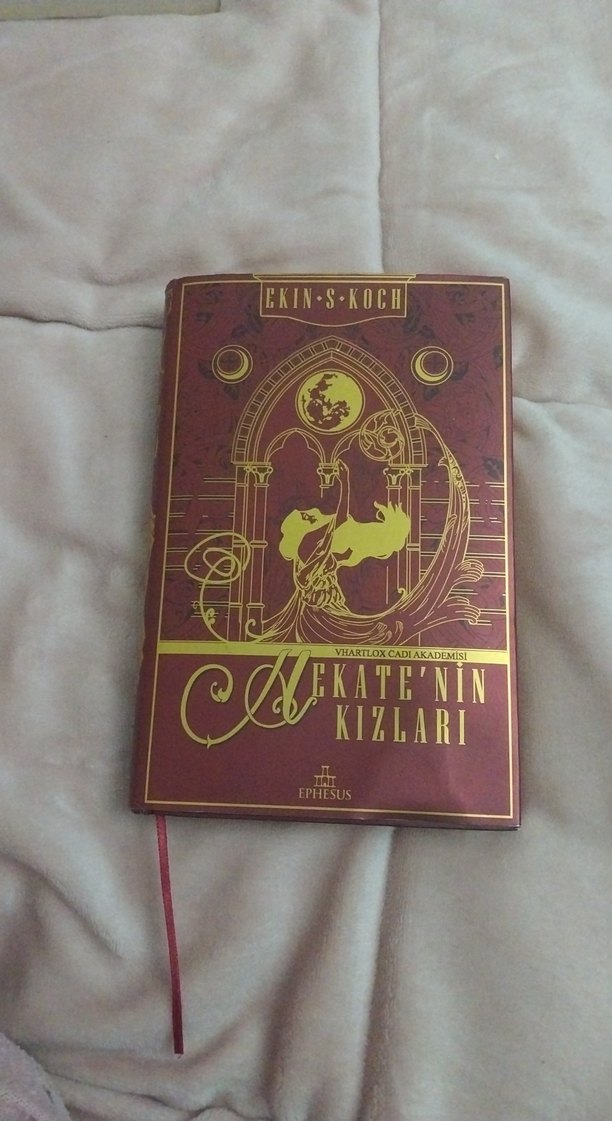 EKIN·S·KOCH
VHARTLOX CADI AKADEMİSİ
HEKATE'NİN
KIZLARI
EPHESUS